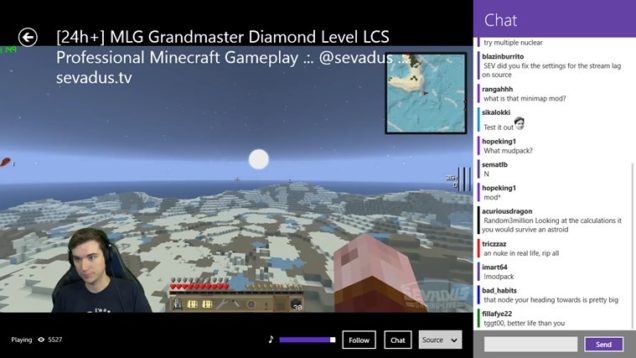 [24h+] MLG Grandmaster Diamond Level LCS
Professional Minecraft Gameplay .:. @sevadus .:.
sevadus.tv
SEVADUS
38
Playing
5527
Follow
Chat
Source
Chat
try multiple nuclear
blazinburrito
SEV did you fix the settings for the stream lag
on source
rangahhh
what is that minimap mod?
sikalokki
Test it out
hopeking1
What mudpack?
sematlb
N
hopeking1
mod*
acuriousdragon
Random3million Looking at the calculations it
you would survive an astroid
triczzaz
an nuke in real life, rip all
imart64
!modpack
bad_habits
that node your heading towards is pretty big
fillafye22
tggt00, better life than you
Send